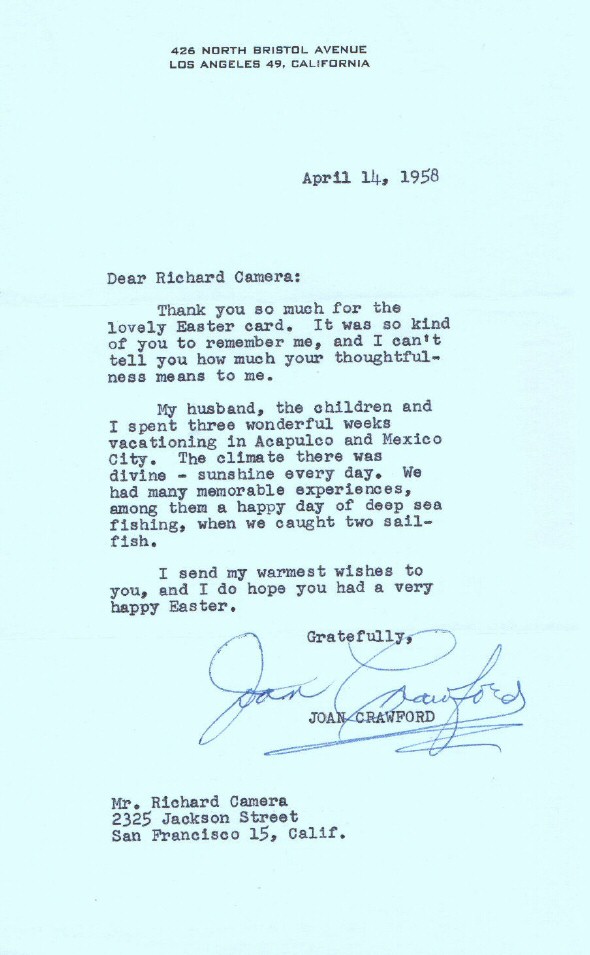 426 NORTH BRISTOL AVENUE
LOS ANGELES 49, CALIFORNIA
April 14, 1958
Dear Richard Camera:
Thank you so much for the
lovely Easter card. It was so kind
of you to remember me, and I can't
tell you how much your thoughtful-
ness means to me.
My husband, the children and
I spent three wonderful weeks
vacationing in Acapulco and Mexico
City. The climate there was
divine - sunshine every day. We
had many memorable experiences,
among them a happy day of deep sea
fishing, when we caught two sail-
fish.
I send my warmest wishes to
you, and I do hope you had a very
happy Easter.
Gratefully,
Joan Crawford
JOAN CRAWFORD
Mr. Richard Camera
2325 Jackson Street
San Francisco 15, Calif.